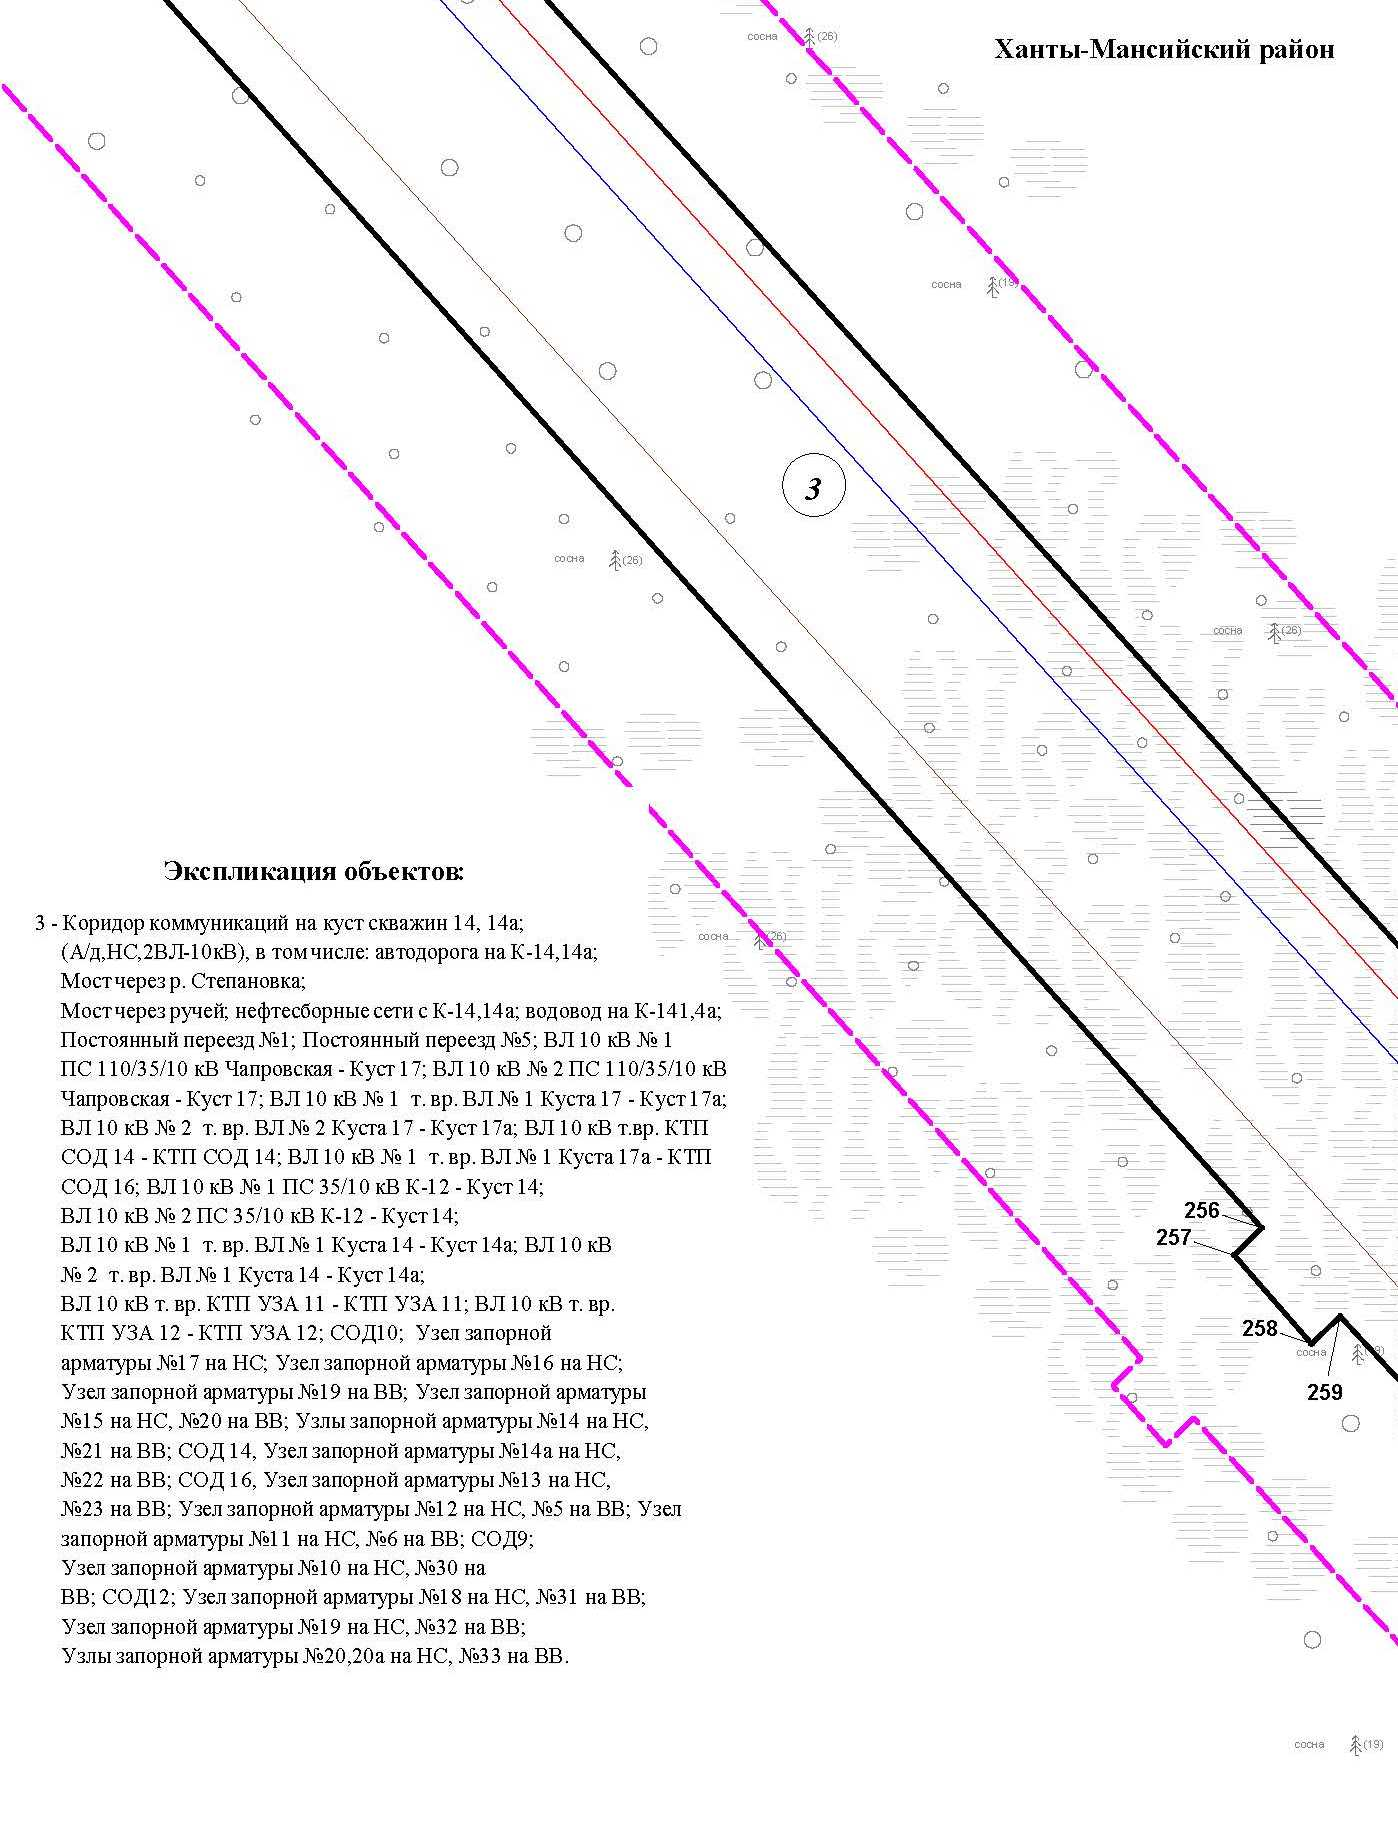 Ханты-Мансийский район
сосна (26)
сосна (19)
3
сосна (26)
сосна (26)
Экспликация объектов:
3 - Коридор коммуникаций на куст скважин 14, 14а;
(А/д,НС,2ВЛ-10кВ), в том числе: автодорога на К-14,14а;
Мост через р. Степановка;
Мост через ручей; нефтесборные сети с К-14,14а; водовод на К-141,4а;
Постоянный переезд №1; Постоянный переезд №5; ВЛ 10 кВ № 1
ПС 110/35/10 кВ Чапровская - Куст 17; ВЛ 10 кВ № 2 ПС 110/35/10 кВ
Чапровская - Куст 17; ВЛ 10 кВ № 1 т. вр. ВЛ № 1 Куста 17 - Куст 17а;
ВЛ 10 кВ № 2 т. вр. ВЛ № 2 Куста 17 - Куст 17а; ВЛ 10 кВ т.вр. КТП
СОД 14 - КТП СОД 14; ВЛ 10 кВ № 1 т. вр. ВЛ № 1 Куста 17а - КТП
СОД 16; ВЛ 10 кВ № 1 ПС 35/10 кВ К-12 - Куст 14;
ВЛ 10 кВ № 2 ПС 35/10 кВ К-12 - Куст 14;
ВЛ 10 кВ № 1 т. вр. ВЛ № 1 Куста 14 - Куст 14а; ВЛ 10 кВ
№ 2 т. вр. ВЛ № 1 Куста 14 - Куст 14а;
ВЛ 10 кВ т. вр. КТП УЗА 11 - КТП УЗА 11; ВЛ 10 кВ т. вр.
КТП УЗА 12 - КТП УЗА 12; СОД10; Узел запорной
арматуры №17 на НС; Узел запорной арматуры №16 на НС;
Узел запорной арматуры №19 на ВВ; Узел запорной арматуры
№15 на НС, №20 на ВВ; Узлы запорной арматуры №14 на НС,
№21 на ВВ; СОД 14, Узел запорной арматуры №14а на НС,
№22 на ВВ; СОД 16, Узел запорной арматуры №13 на НС,
№23 на ВВ; Узел запорной арматуры №12 на НС, №5 на ВВ; Узел
запорной арматуры №11 на НС, №6 на ВВ; СОД9;
Узел запорной арматуры №10 на НС, №30 на
ВВ; СОД12; Узел запорной арматуры №18 на НС, №31 на ВВ;
Узел запорной арматуры №19 на НС, №32 на ВВ;
Узлы запорной арматуры №20,20а на НС, №33 на ВВ.
сосна (26)
256
257
258
сосна
259
сосна (19)